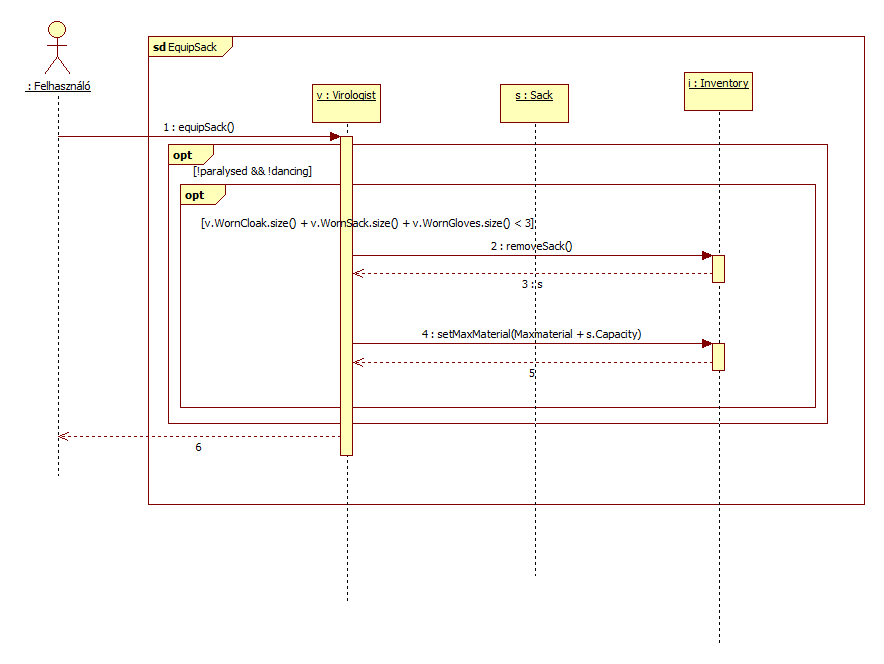 sd EquipSack
: Felhasználó
v : Virologist
s : Sack
i : Inventory
1 : equipSack()
opt
[!paralysed && !dancing]
opt
[v.WornCloak.size() + v.WornSack.size() + v.WornGloves.size() < 3]
2 : removeSack()
3 : s
4 : setMaxMaterial(Maxmaterial + s.Capacity)
5
6